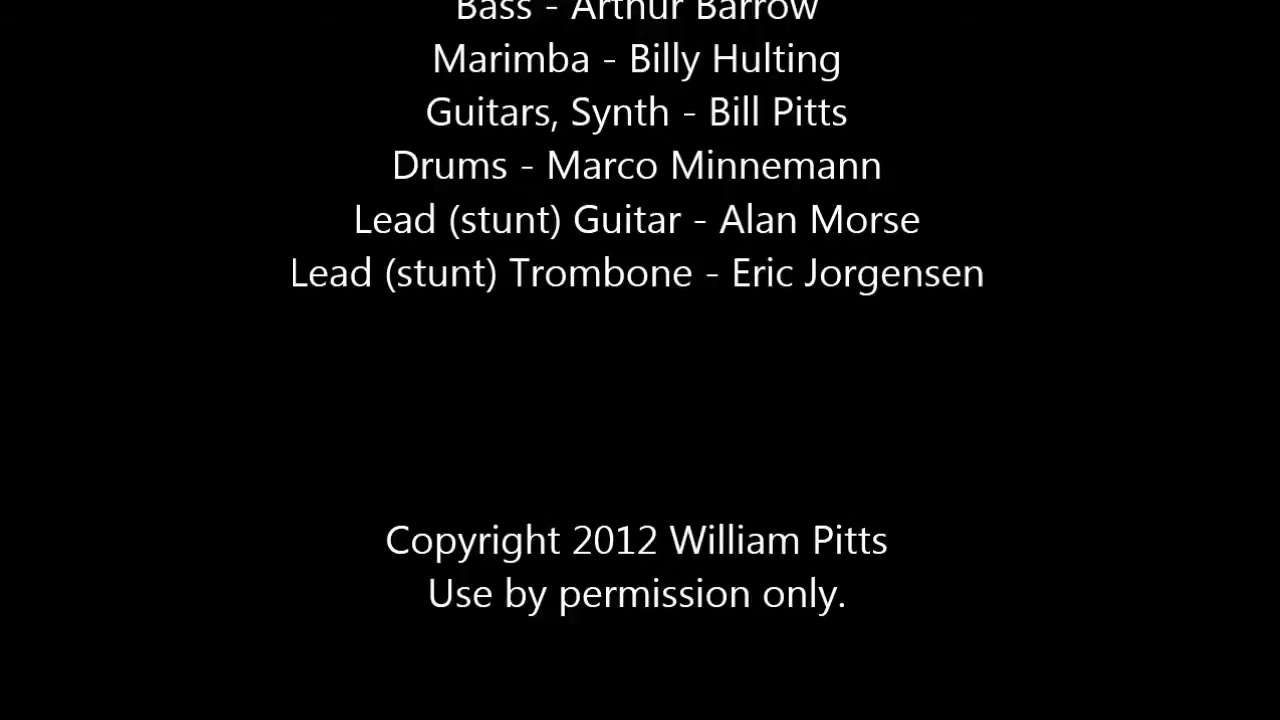 Bass - Arthur Barrow
Marimba - Billy Hulting
Guitars, Synth - Bill Pitts
Drums - Marco Minnemann
Lead (stunt) Guitar - Alan Morse
Lead (stunt) Trombone - Eric Jorgensen
Copyright 2012 William Pitts
Use by permission only.